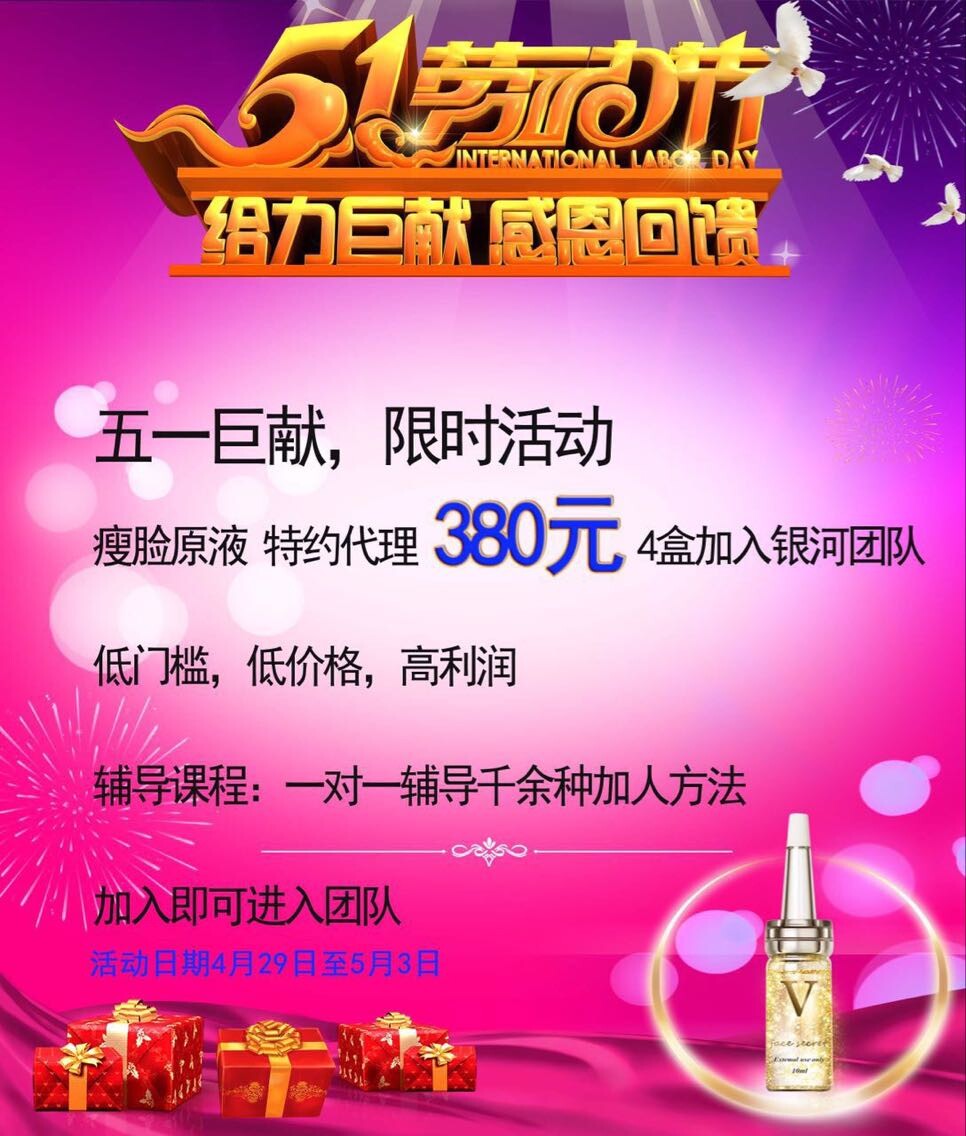 51劳动节
INTERNATIONAL LABOR DAY
给力巨献 感恩回馈
五一巨献，限时活动
瘦脸原液 特约代理 380元 4盒加入银河团队
低门槛，低价格，高利润
辅导课程：一对一辅导千余种加人方法
加入即可进入团队
活动日期4月29日至5月3日
V
face secret
External use only
10ml